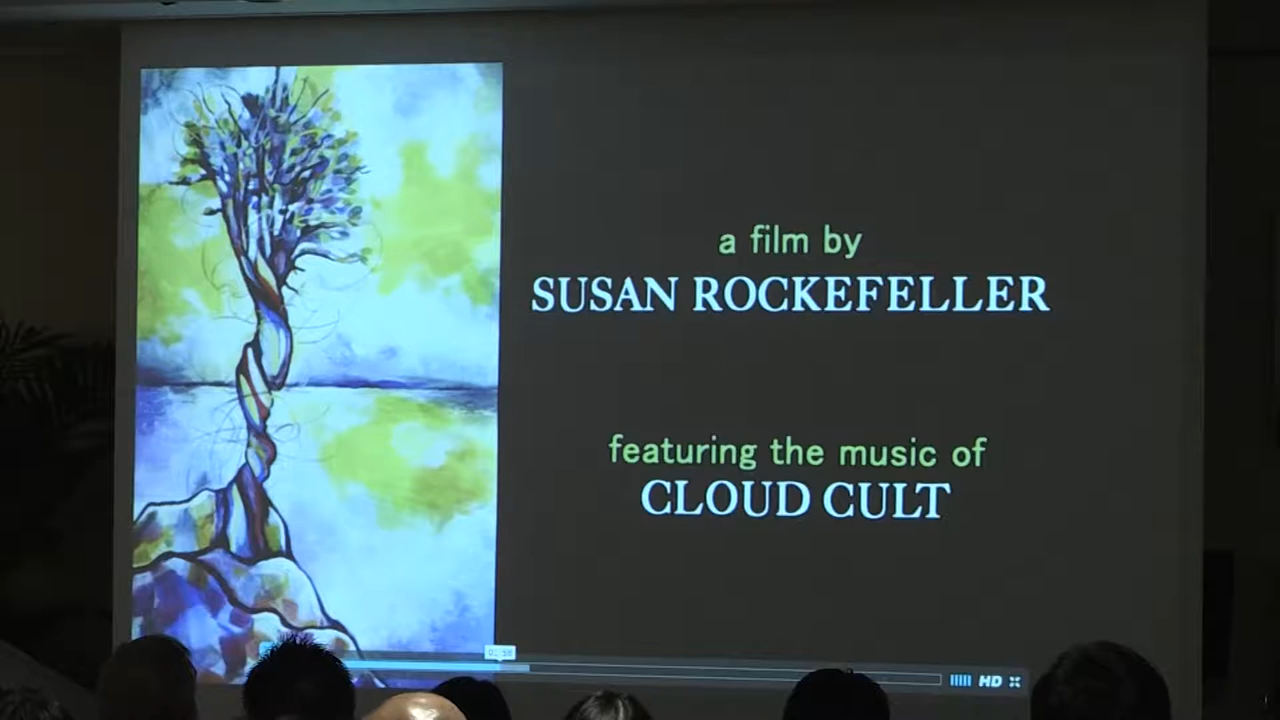 a film by
SUSAN ROCKEFELLER
featuring the music of
CLOUD CULT
HD